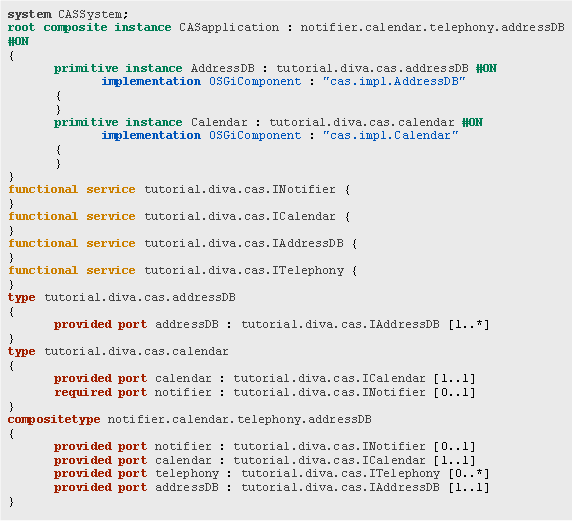 system CASSystem;
root composite instance CASapplication : notifier.calendar.telephony.addressDB
#ON
{
primitive instance AddressDB : tutorial.diva.cas.addressDB #ON
implementation OSGiComponent : "cas.impl.AddressDB"
{
}
primitive instance Calendar : tutorial.diva.cas.calendar #ON
implementation OSGiComponent : "cas.impl.Calendar"
{
}
}
functional service tutorial.diva.cas.INotifier {
}
functional service tutorial.diva.cas.ICalendar {
}
functional service tutorial.diva.cas.IAddressDB {
}
functional service tutorial.diva.cas.ITelephony {
}
type tutorial.diva.cas.addressDB
{
provided port addressDB : tutorial.diva.cas.IAddressDB [1..*]
}
type tutorial.diva.cas.calendar
{
provided port calendar : tutorial.diva.cas.ICalendar [1..1]
required port notifier : tutorial.diva.cas.INotifier [0..1]
}
compositetype notifier.calendar.telephony.addressDB
{
provided port notifier : tutorial.diva.cas.INotifier [0..1]
provided port calendar : tutorial.diva.cas.ICalendar [1..1]
provided port telephony : tutorial.diva.cas.ITelephony [0..*]
provided port addressDB : tutorial.diva.cas.IAddressDB [1..1]
}